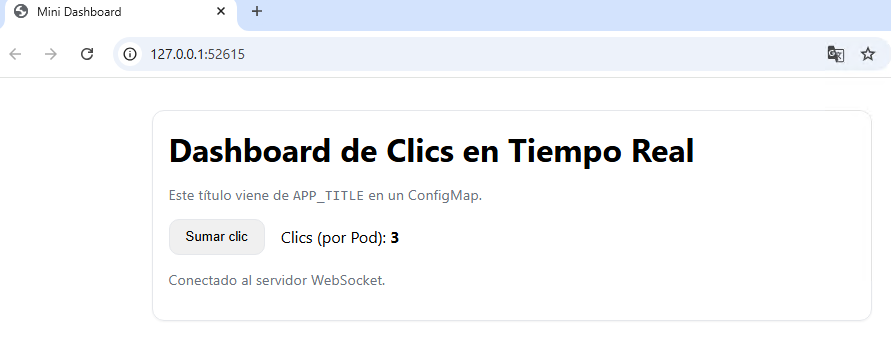 Mini Dashboard
127.0.0.1:52615
Dashboard de Clics en Tiempo Real
Este título viene de APP_TITLE en un ConfigMap.
Sumar clic Clics (por Pod): 3
Conectado al servidor WebSocket.